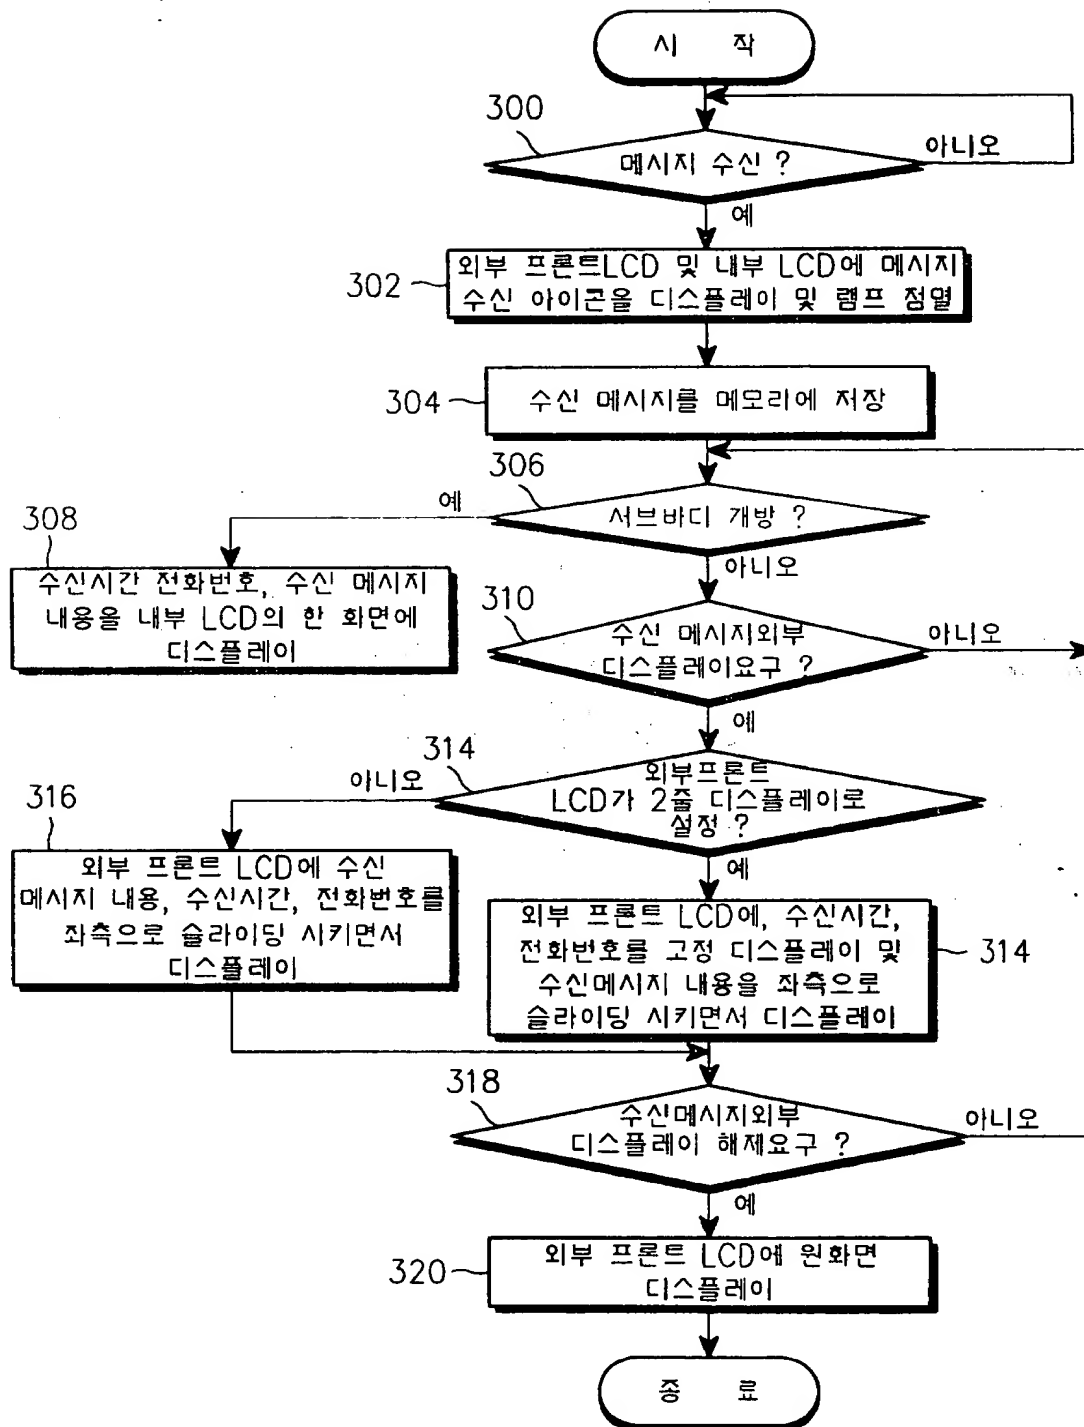 시 작
300
메시지 수신 ?
아니오
예
302
외부 프론트LCD 및 내부 LCD에 메시지
수신 아이콘을 디스플레이 및 램프 점멸
304
수신 메시지를 메모리에 저장
306
예
서브바디 개방 ?
아니오
308
수신시간 전화번호, 수신 메시지
내용을 내부 LCD의 한 화면에
디스플레이
310
수신 메시지외부
디스플레이요구 ?
아니오
예
314
아니오
외부프론트
LCD가 2줄 디스플레이로
설정 ?
예
316
외부 프론트 LCD에 수신
메시지 내용, 수신시간, 전화번호를
좌측으로 슬라이딩 시키면서
디스플레이
외부 프론트 LCD에, 수신시간,
전화번호를 고정 디스플레이 및
수신메시지 내용을 좌측으로
슬라이딩 시키면서 디스플레이
314
318
수신메시지외부
디스플레이 해제요구 ?
아니오
예
320
외부 프론트 LCD에 원화면
디스플레이
종 료